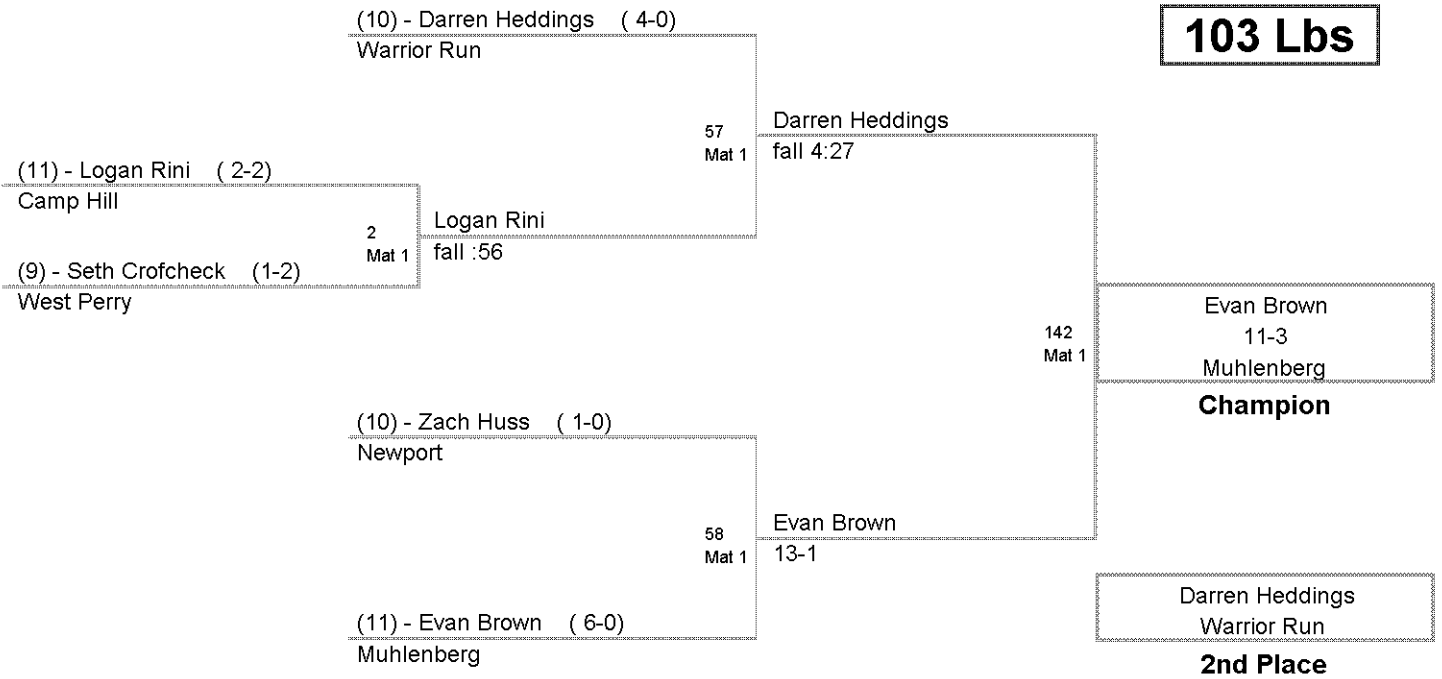 (10) - Darren Heddings ( 4-0)
Warrior Run
103 Lbs
57
Mat 1
Darren Heddings
fall 4:27
(11) - Logan Rini ( 2-2)
Camp Hill
2
Mat 1
Logan Rini
fall :56
(9) - Seth Crofcheck (1-2)
West Perry
142
Mat 1
Evan Brown
11-3
Muhlenberg
Champion
(10) - Zach Huss ( 1-0)
Newport
58
Mat 1
Evan Brown
13-1
(11) - Evan Brown ( 6-0)
Muhlenberg
Darren Heddings
Warrior Run
2nd Place